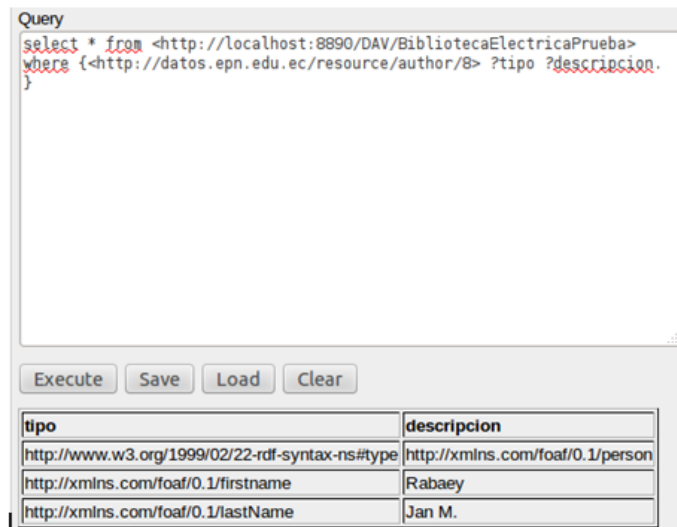 Query
select * from <http://localhost:8890/DAV/BibliotecaElectricaPrueba>
where {<http://datos.epn.edu.ec/resource/author/8> ?tipo ?descripcion.
}
Execute Save Load Clear
tipo descripcion
http://www.w3.org/1999/02/22-rdf-syntax-ns#type http://xmlns.com/foaf/0.1/person
http://xmlns.com/foaf/0.1/firstname Rabaey
http://xmlns.com/foaf/0.1/lastName Jan M.